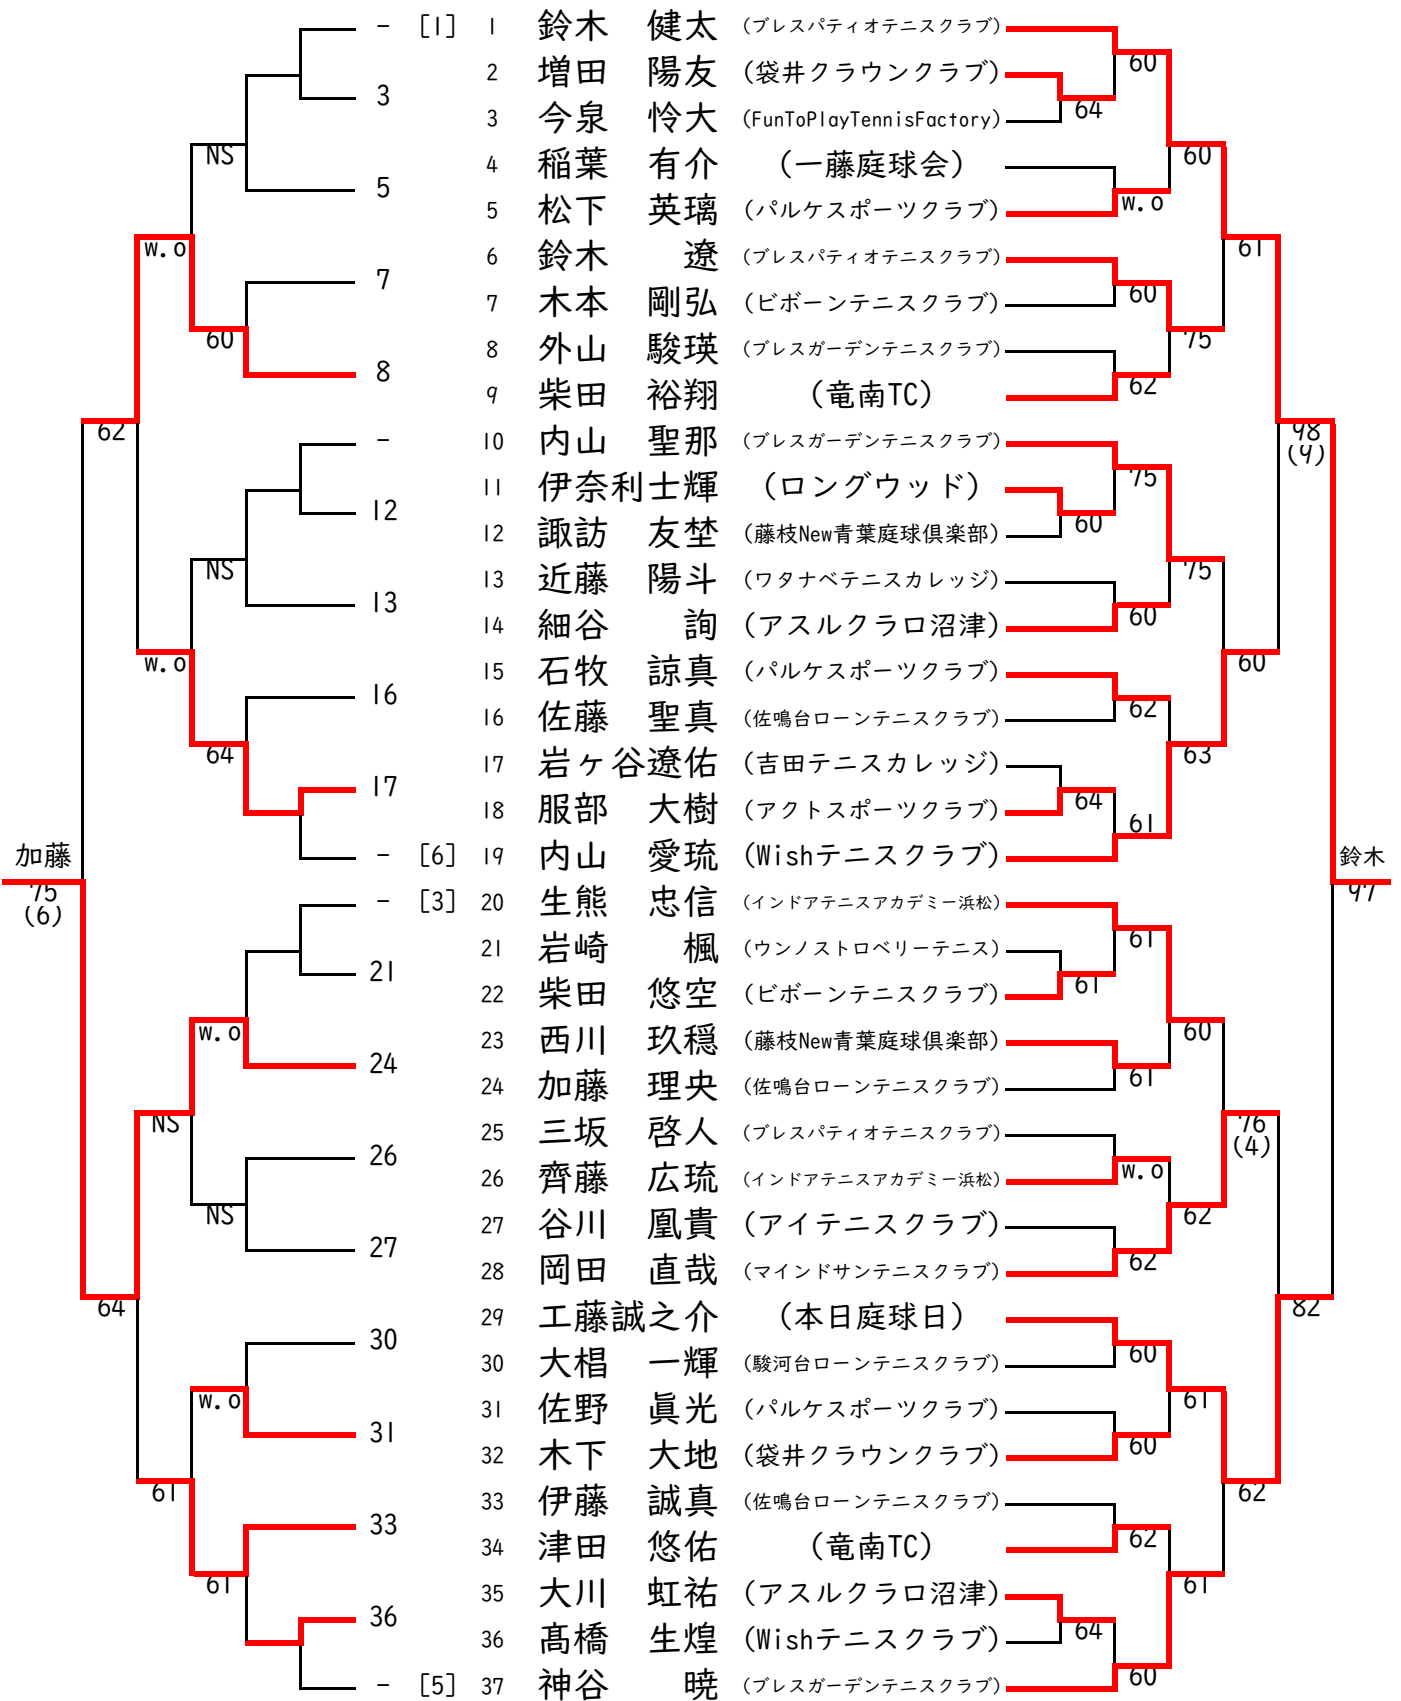 - [1] 1 鈴木 健太 (ブレスパティオテニスクラブ)
60
2 増田 陽友 (袋井クラウンクラブ)
3
64
3 今泉 怜大 (FunToPlayTennisFactory)
NS
60
4 稲葉 有介 (一藤庭球会)
5
w.o
5 松下 英璃 (パルケスポーツクラブ)
w.o
61
6 鈴木 遼 (ブレスパティオテニスクラブ)
7
60
7 木本 剛弘 (ビボーンテニスクラブ)
60
75
8 外山 駿瑛 (ブレスガーデンテニスクラブ)
8
62
9 柴田 裕翔 (竜南TC)
62
98
(9)
- 10 内山 聖那 (ブレスガーデンテニスクラブ)
75
11 伊奈利士輝 (ロングウッド)
12
60
12 諏訪 友埜 (藤枝New青葉庭球倶楽部)
NS
75
13 近藤 陽斗 (ワタナベテニスカレッジ)
13
60
14 細谷 詢 (アスルクラロ沼津)
w.o
60
15 石牧 諒真 (パルケスポーツクラブ)
16
62
16 佐藤 聖真 (佐鳴台ローンテニスクラブ)
64
63
17 岩ヶ谷遼佑 (吉田テニスカレッジ)
17
64
18 服部 大樹 (アクトスポーツクラブ)
61
- [6] 19 内山 愛琉 (Wishテニスクラブ)
加藤
75
(6)
鈴木
97
- [3] 20 生熊 忠信 (インドアテニスアカデミー浜松)
61
21 岩崎 楓 (ウンノストロベリーテニス)
21
61
22 柴田 悠空 (ビボーンテニスクラブ)
w.o
60
23 西川 玖穏 (藤枝New青葉庭球倶楽部)
24
61
24 加藤 理央 (佐鳴台ローンテニスクラブ)
NS
76
(4)
25 三坂 啓人 (ブレスパティオテニスクラブ)
26
w.o
26 齊藤 広琉 (インドアテニスアカデミー浜松)
NS
62
27 谷川 凰貴 (アイテニスクラブ)
27
62
28 岡田 直哉 (マインドサンテニスクラブ)
64
82
29 工藤誠之介 (本日庭球日)
30
60
30 大椙 一輝 (駿河台ローンテニスクラブ)
w.o
61
31 佐野 眞光 (パルケスポーツクラブ)
31
60
32 木下 大地 (袋井クラウンクラブ)
61
62
33 伊藤 誠真 (佐鳴台ローンテニスクラブ)
33
62
34 津田 悠佑 (竜南TC)
61
61
35 大川 虹祐 (アスルクラロ沼津)
36
64
36 髙橋 生煌 (Wishテニスクラブ)
60
- [5] 37 神谷 暁 (ブレスガーデンテニスクラブ)